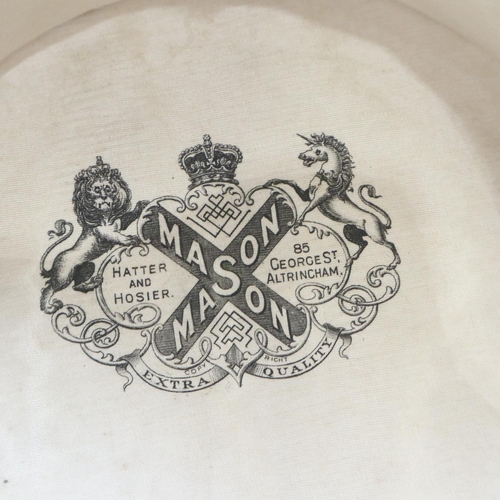 MASON
MASON
HATTER
AND
HOSIER.
85
GEORGE ST.
ALTRINCHAM.
COPY RIGHT
EXTRA QUALITY